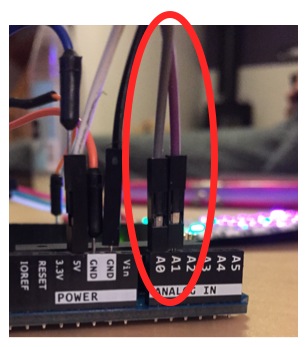 IOREF
RESET
3.3V
5V
GND
GND
Vin
A0
A1
A2
A3
A4
A5
POWER
ANALOG IN